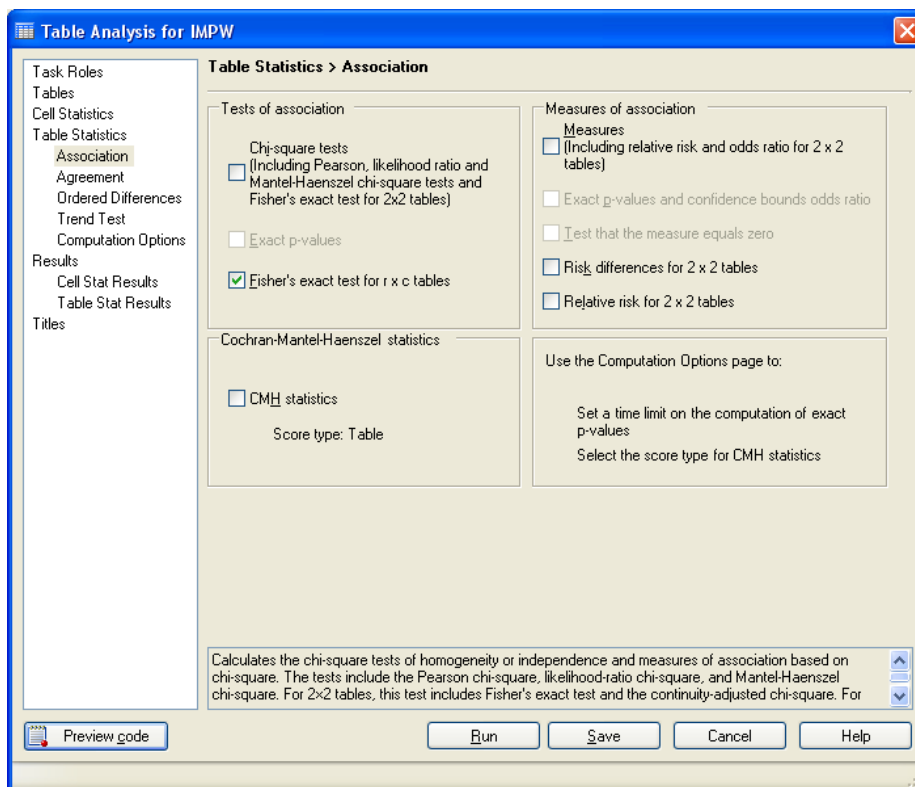 Table Analysis for IMPW
Task Roles
Tables
Cell Statistics
Table Statistics
Association
Agreement
Ordered Differences
Trend Test
Computation Options
Results
Cell Stat Results
Table Stat Results
Titles
Table Statistics > Association
Tests of association
Chi-square tests
(Including Pearson, likelihood ratio and
Mantel-Haenszel chi-square tests and
Fisher's exact test for 2x2 tables)
Exact p-values
Fisher's exact test for r x c tables
Measures of association
Measures
(Including relative risk and odds ratio for 2 x 2
tables)
Exact p-values and confidence bounds odds ratio
Test that the measure equals zero
Risk differences for 2 x 2 tables
Relative risk for 2 x 2 tables
Cochran-Mantel-Haenszel statistics
CMH statistics
Score type: Table
Use the Computation Options page to:
Set a time limit on the computation of exact
p-values
Select the score type for CMH statistics
Calculates the chi-square tests of homogeneity or independence and measures of association based on
chi-square. The tests include the Pearson chi-square, likelihood-ratio chi-square, and Mantel-Haenszel
chi-square. For 2×2 tables, this test includes Fisher's exact test and the continuity-adjusted chi-square. For
Preview code
Run
Save
Cancel
Help